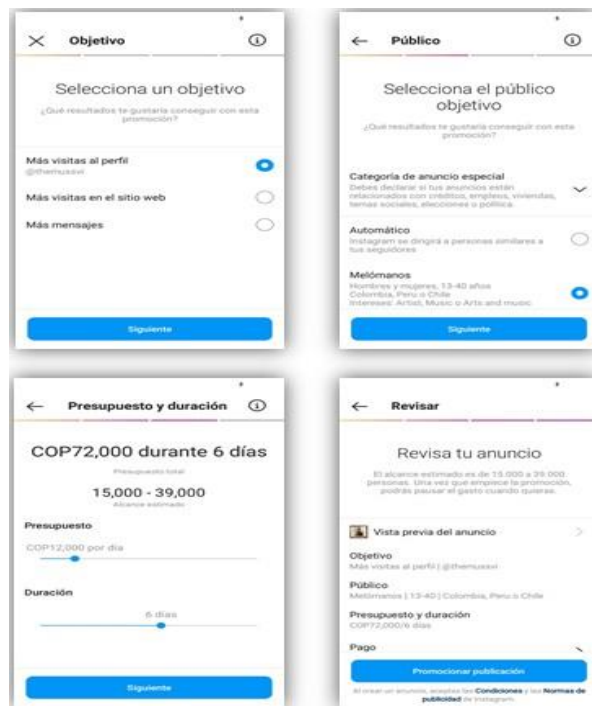 Objetivo
Selecciona un objetivo
¿Qué resultados te gustaría conseguir con esta
promoción?
Más visitas al perfil
@themussvi
Más visitas en el sitio web
Más mensajes
Siguiente
Público
Selecciona el público
objetivo
¿Qué resultados te gustaría conseguir con esta
promoción?
Categoría de anuncio especial
Debes declarar si tus anuncios están
relacionados con créditos, empleos, viviendas,
temas sociales, elecciones o política.
Automático
Instagram se dirigirá a personas similares a
tus seguidores
Melómanos
Hombres y mujeres, 13-40 años
Colombia, Peru o Chile
Intereses: Artist, Music o Arts and music
Siguiente
Presupuesto y duración
COP72,000 durante 6 días
Presupuesto total
15,000 - 39,000
Alcance estimado
Presupuesto
COP12,000 por día
Duración
6 días
Siguiente
Revisar
Revisa tu anuncio
El alcance estimado es de 15.000 a 39.000
personas. Una vez que empiece la promoción,
podrás pausar el gasto cuando quieras.
Vista previa del anuncio
Objetivo
Más visitas al perfil | @themussvi
Público
Melómanos | 13-40 | Colombia, Peru o Chile
Presupuesto y duración
COP72,000/6 días
Pago
Promocionar publicación
Al crear un anuncio, aceptas las Condiciones y las Normas de
publicidad de Instagram.